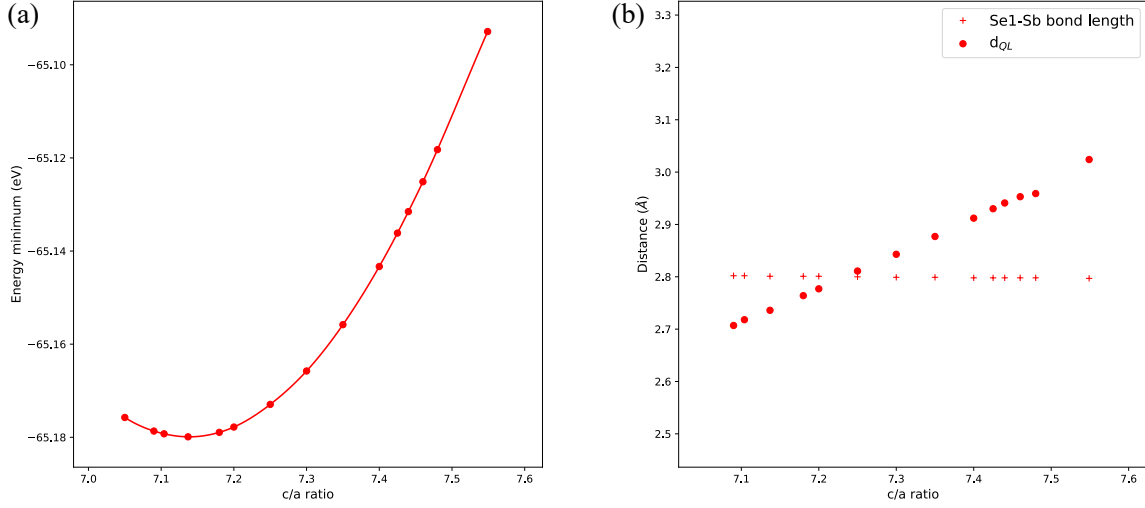 (a)
−65.10
−65.12
−65.14
−65.16
−65.18
Energy minimum (eV)
7.0 7.1 7.2 7.3 7.4 7.5 7.6
c/a ratio
(b)
Se1-Sb bond length
d_QL
3.3
3.2
3.1
3.0
2.9
2.8
2.7
2.6
2.5
Distance (Å)
7.1 7.2 7.3 7.4 7.5 7.6
c/a ratio